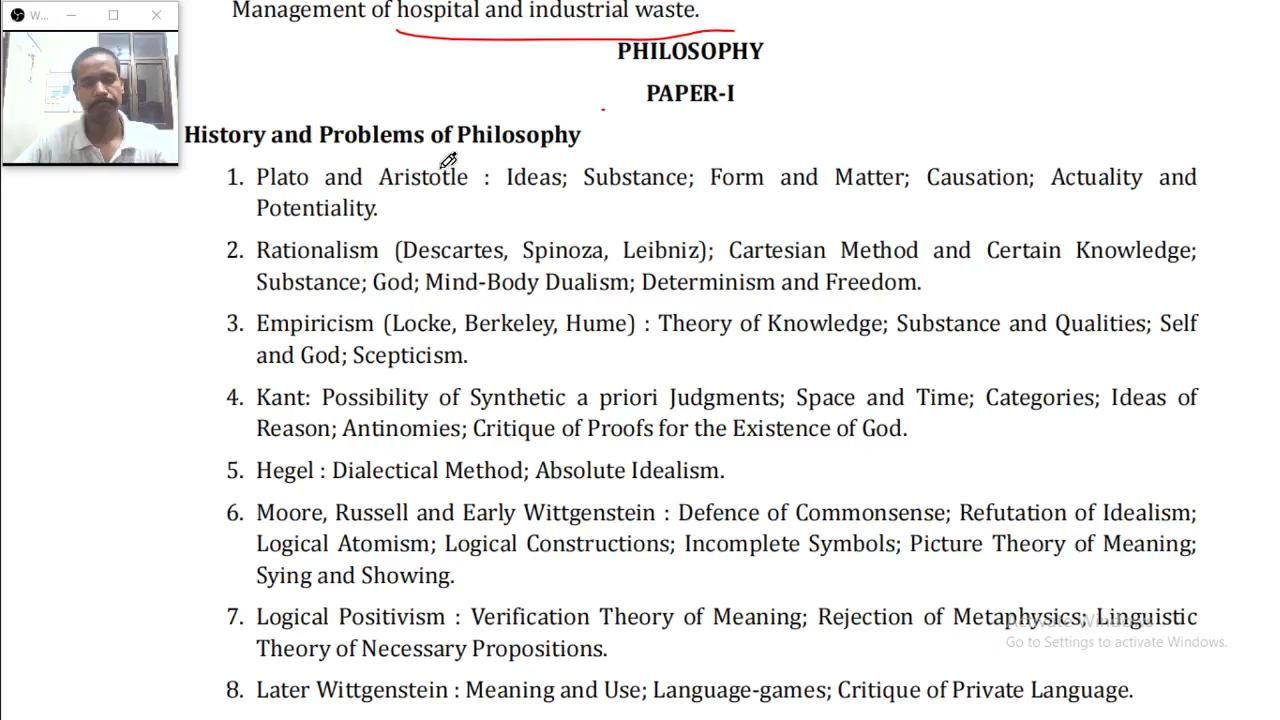 Management of hospital and industrial waste.
W...
PHILOSOPHY
PAPER-I
History and Problems of Philosophy
1. Plato and Aristotle : Ideas; Substance; Form and Matter; Causation; Actuality and
Potentiality.
2. Rationalism (Descartes, Spinoza, Leibniz); Cartesian Method and Certain Knowledge;
Substance; God; Mind-Body Dualism; Determinism and Freedom.
3. Empiricism (Locke, Berkeley, Hume) : Theory of Knowledge; Substance and Qualities; Self
and God; Scepticism.
4. Kant: Possibility of Synthetic a priori Judgments; Space and Time; Categories; Ideas of
Reason; Antinomies; Critique of Proofs for the Existence of God.
5. Hegel : Dialectical Method; Absolute Idealism.
6. Moore, Russell and Early Wittgenstein : Defence of Commonsense; Refutation of Idealism;
Logical Atomism; Logical Constructions; Incomplete Symbols; Picture Theory of Meaning;
Sying and Showing.
7. Logical Positivism : Verification Theory of Meaning; Rejection of Metaphysics; Linguistic
Theory of Necessary Propositions.
Activate Windows
Go to Settings to activate Windows.
8. Later Wittgenstein : Meaning and Use; Language-games; Critique of Private Language.